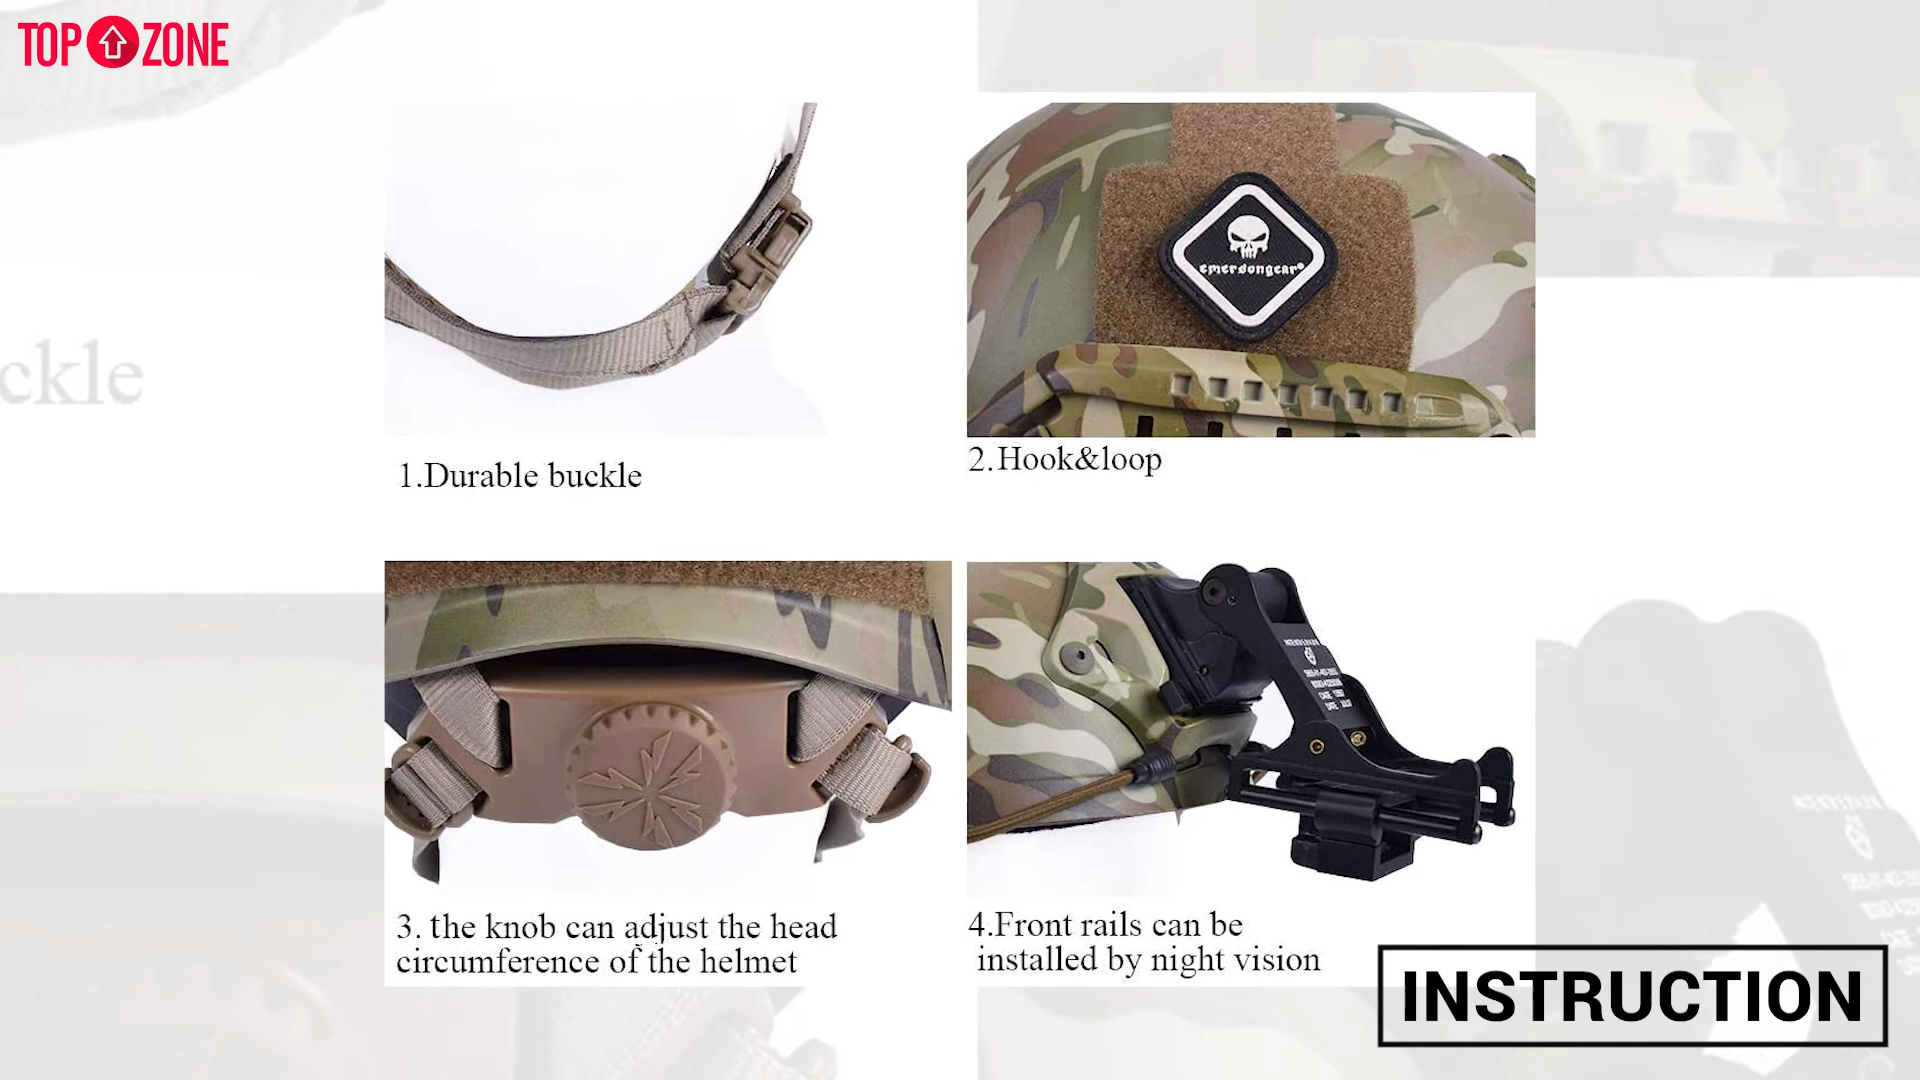 TOP ZONE
ckle
emersongear®
1.Durable buckle
2.Hook&loop
3. the knob can adjust the head
circumference of the helmet
4.Front rails can be
installed by night vision
INSTRUCTION